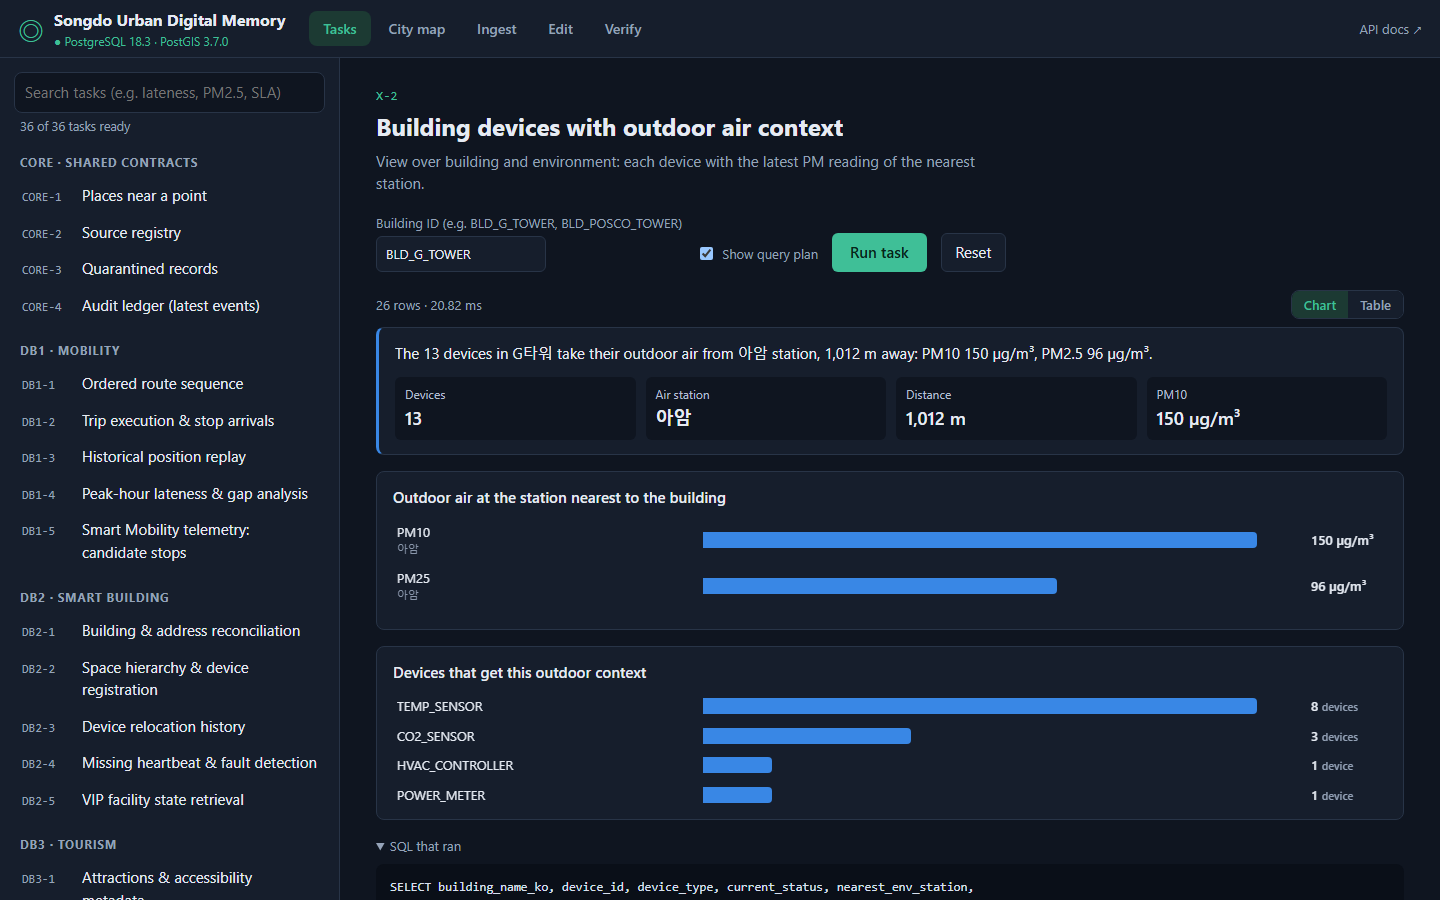 Songdo Urban Digital Memory
PostgreSQL 18.3 · PostGIS 3.7.0
Tasks
City map
Ingest
Edit
Verify
API docs ↗
Search tasks (e.g. lateness, PM2.5, SLA)
36 of 36 tasks ready
CORE · SHARED CONTRACTS
CORE-1 Places near a point
CORE-2 Source registry
CORE-3 Quarantined records
CORE-4 Audit ledger (latest events)
DB1 · MOBILITY
DB1-1 Ordered route sequence
DB1-2 Trip execution & stop arrivals
DB1-3 Historical position replay
DB1-4 Peak-hour lateness & gap analysis
DB1-5 Smart Mobility telemetry:
candidate stops
DB2 · SMART BUILDING
DB2-1 Building & address reconciliation
DB2-2 Space hierarchy & device
registration
DB2-3 Device relocation history
DB2-4 Missing heartbeat & fault detection
DB2-5 VIP facility state retrieval
DB3 · TOURISM
DB3-1 Attractions & accessibility
metadata
X-2
Building devices with outdoor air context
View over building and environment: each device with the latest PM reading of the nearest
station.
Building ID (e.g. BLD_G_TOWER, BLD_POSCO_TOWER)
BLD_G_TOWER
Show query plan
Run task
Reset
26 rows · 20.82 ms
Chart
Table
The 13 devices in G타워 take their outdoor air from 아암 station, 1,012 m away: PM10 150 µg/m³, PM2.5 96 µg/m³.
Devices
13
Air station
아암
Distance
1,012 m
PM10
150 µg/m³
Outdoor air at the station nearest to the building
PM10
아암
150 µg/m³
PM25
아암
96 µg/m³
Devices that get this outdoor context
TEMP_SENSOR 8 devices
CO2_SENSOR 3 devices
HVAC_CONTROLLER 1 device
POWER_METER 1 device
▼ SQL that ran
SELECT building_name_ko, device_id, device_type, current_status, nearest_env_station,